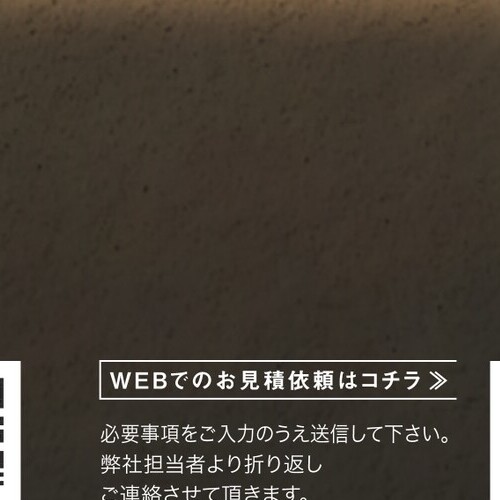 WEBでのお見積依頼はコチラ ≫
必要事項をご入力のうえ送信して下さい。
弊社担当者より折り返し
ご連絡させて頂きます。